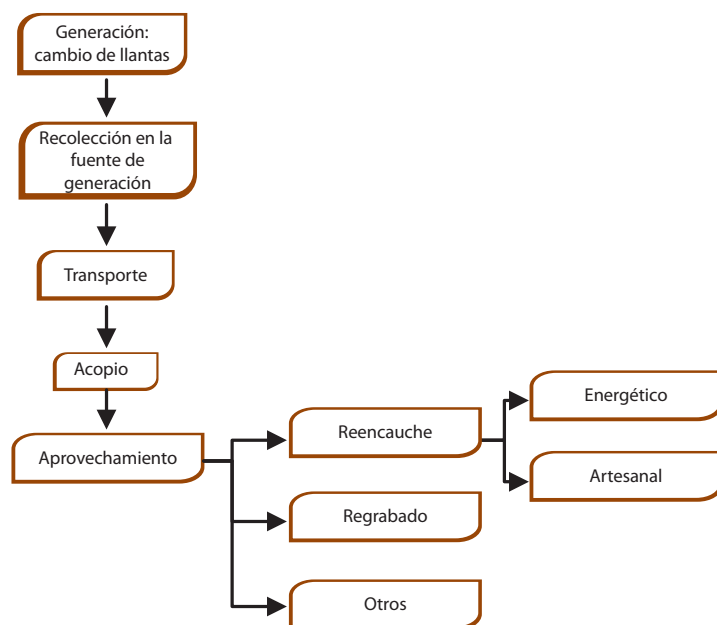 Generación:
cambio de llantas
Recolección en la
fuente de
generación
Transporte
Acopio
Aprovechamiento
Reencauche
Regrabado
Otros
Energético
Artesanal